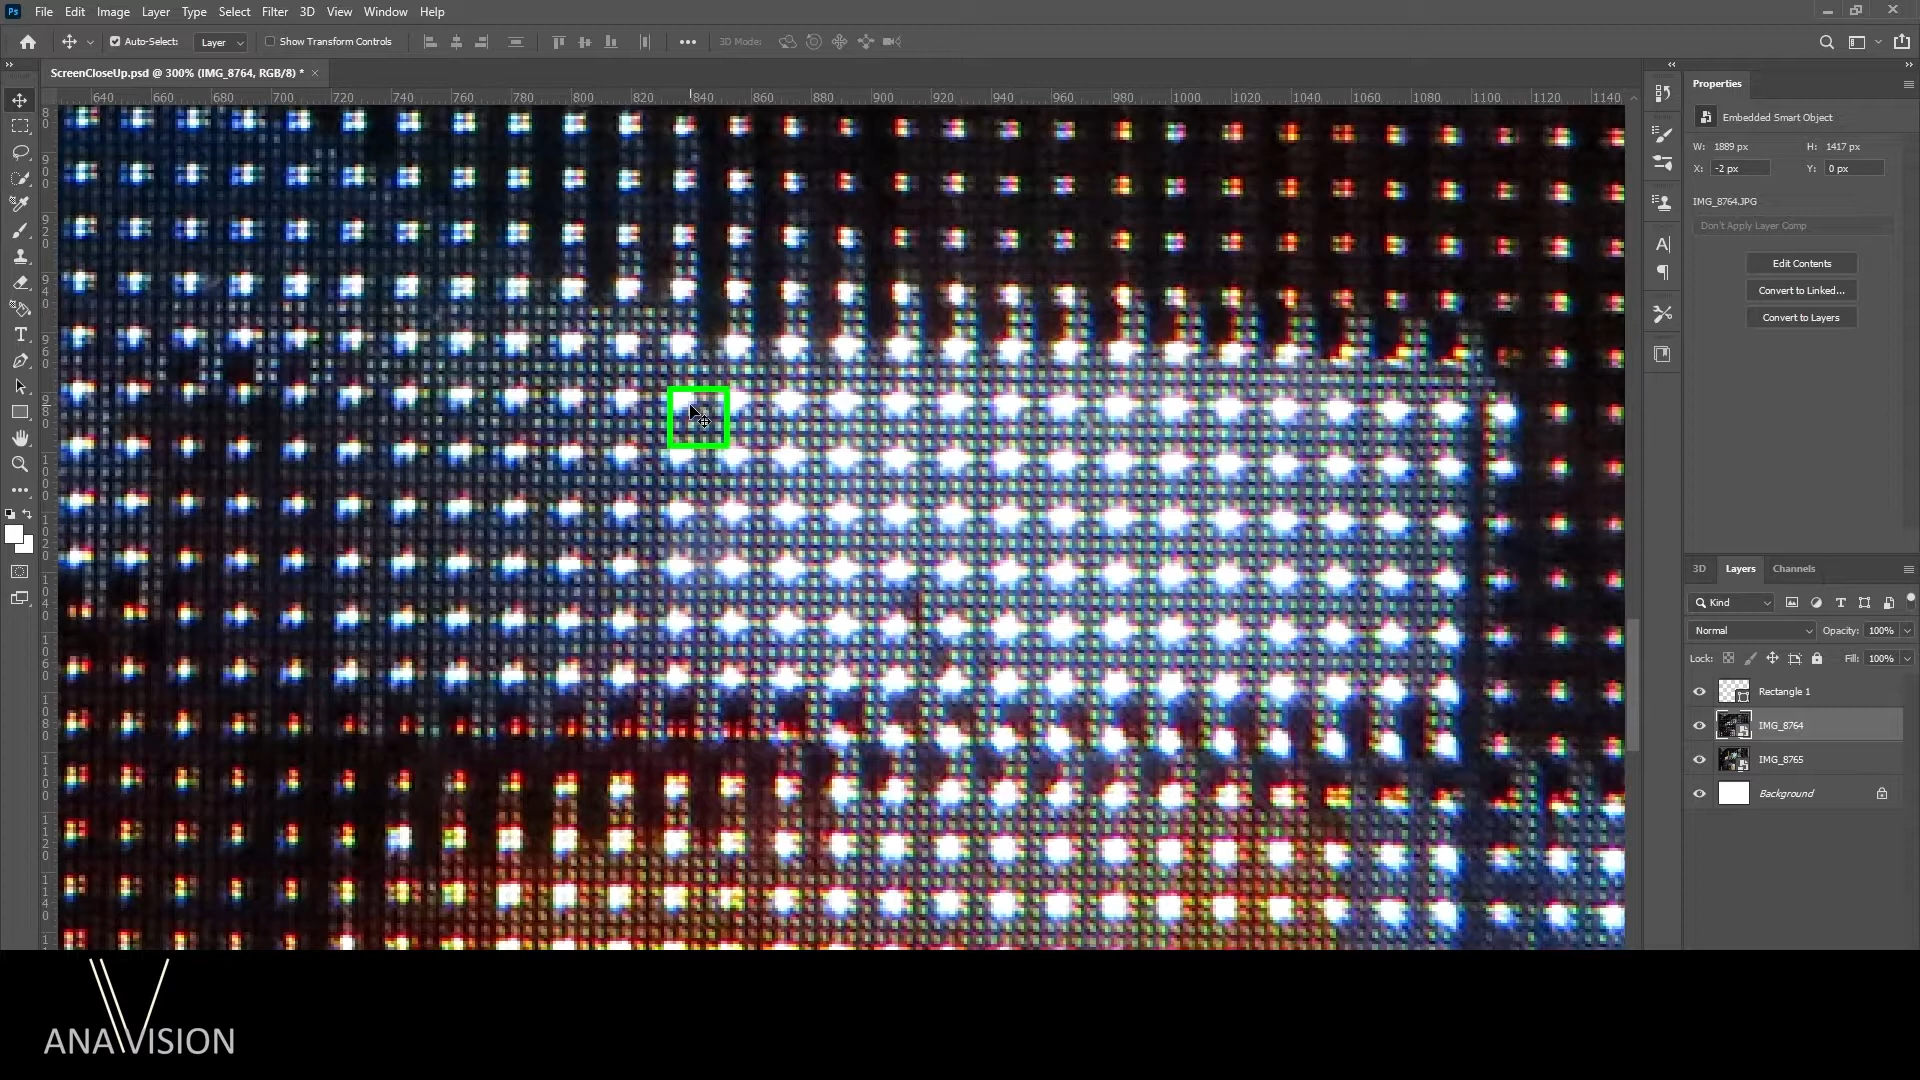 Ps File Edit Image Layer Type Select Filter 3D View Window Help
Auto-Select: Layer Show Transform Controls 3D Mode:
ScreenCloseUp.psd @ 300% (IMG_8764, RGB/8) * ×
640 660 680 700 720 740 760 780 800 820 840 860 880 900 920 940 960 980 1000 1020 1040 1060 1080 1100 1120 1140
Properties
Embedded Smart Object
W: 1889 px H: 1417 px
X: -2 px Y: 0 px
IMG_8764.JPG
Don't Apply Layer Comp
Edit Contents
Convert to Linked...
Convert to Layers
3D Layers Channels
Kind
Normal Opacity: 100%
Lock: Fill: 100%
Rectangle 1
IMG_8764
IMG_8765
Background
ANAVISION